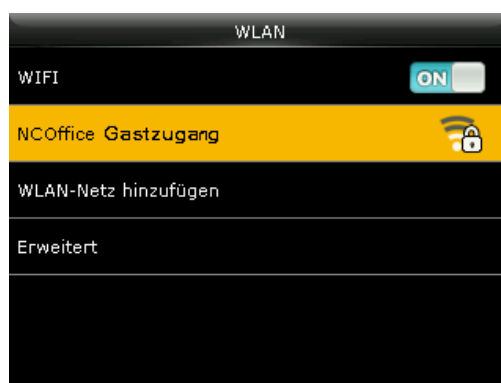 WLAN
WIFI ON
NCOffice Gastzugang
WLAN-Netz hinzufügen
Erweitert